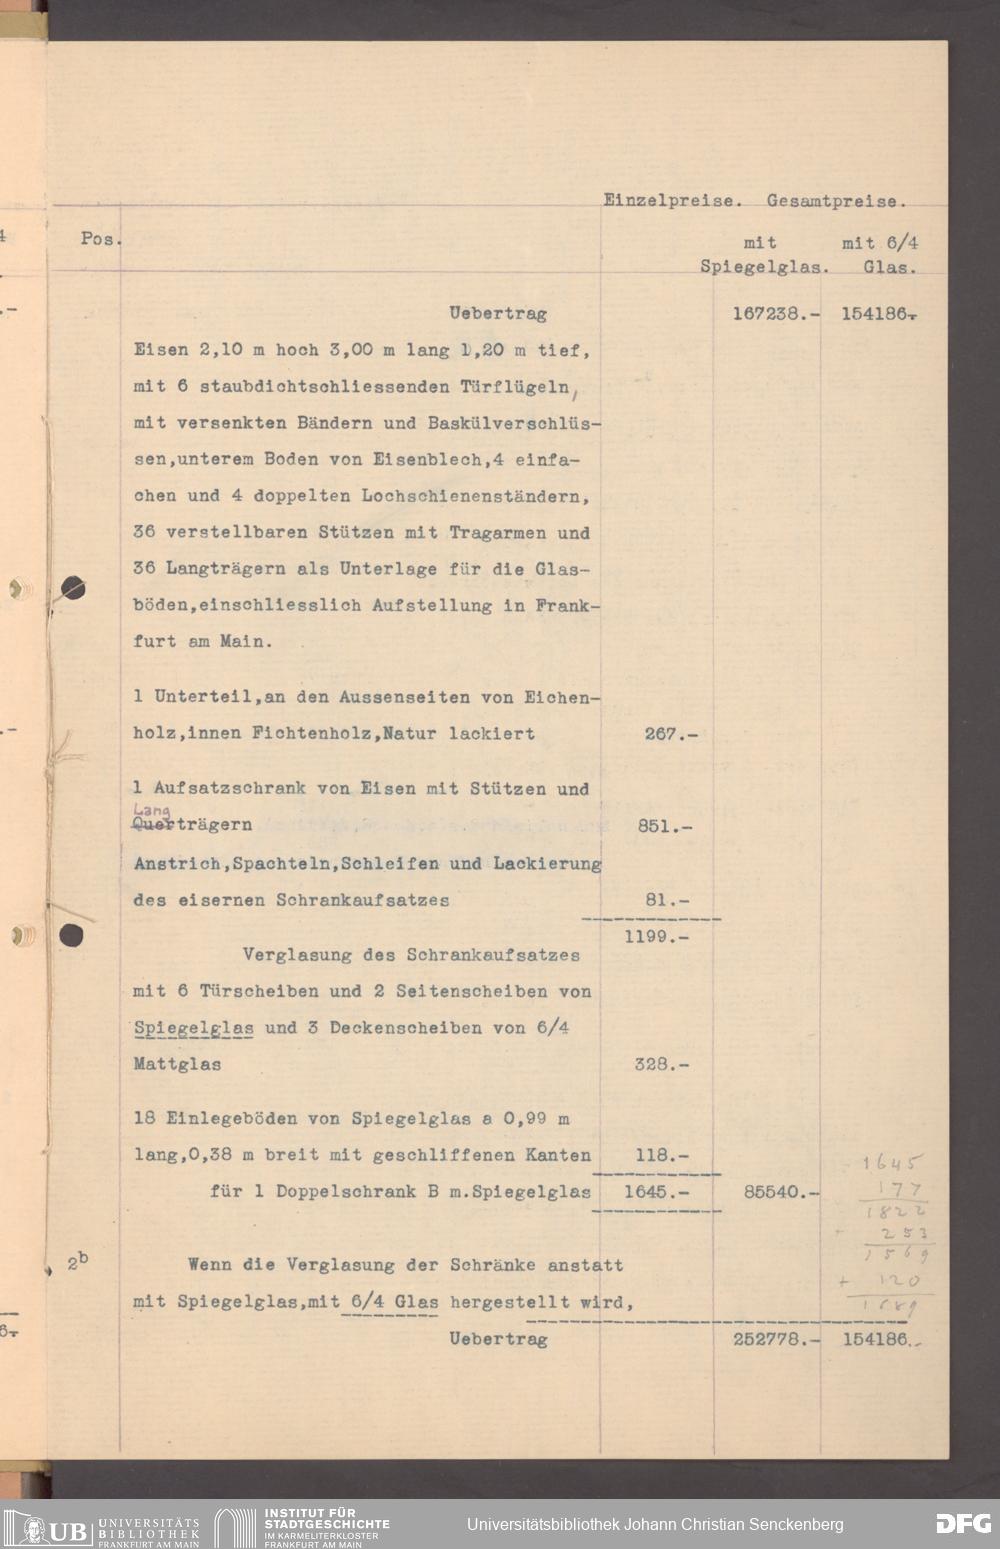 Einzelpreise. Gesamtpreise.
Pos. mit mit 6/4
Spiegelglas. Glas.
Uebertrag 167238.- 154186.-
Eisen 2,10 m hoch 3,00 m lang 1,20 m tief,
mit 6 staubdichtschliessenden Türflügeln,
mit versenkten Bändern und Baskülverschlüs-
sen,unterem Boden von Eisenblech,4 einfa-
chen und 4 doppelten Lochschienenständern,
36 verstellbaren Stützen mit Tragarmen und
36 Langträgern als Unterlage für die Glas-
böden,einschliesslich Aufstellung in Frank-
furt am Main.
1 Unterteil,an den Aussenseiten von Eichen-
holz,innen Fichtenholz,Natur lackiert 267.-
1 Aufsatzschrank von Eisen mit Stützen und
Lang
Querträgern 851.-
Anstrich,Spachteln,Schleifen und Lackierung
des eisernen Schrankaufsatzes 81.-
1199.-
Verglasung des Schrankaufsatzes
mit 6 Türscheiben und 2 Seitenscheiben von
Spiegelglas und 3 Deckenscheiben von 6/4
Mattglas 328.-
18 Einlegeböden von Spiegelglas a 0,99 m
lang,0,38 m breit mit geschliffenen Kanten 118.-
für 1 Doppelschrank B m.Spiegelglas 1645.- 85540.-
1645
177
1822
- 253
1569
+ 120
1689
2b Wenn die Verglasung der Schränke anstatt
mit Spiegelglas,mit 6/4 Glas hergestellt wird,
Uebertrag 252778.- 154186.-
UB UNIVERSITÄTS
BIBLIOTHEK
FRANKFURT AM MAIN
INSTITUT FÜR
STADTGESCHICHTE
IM KARMELITERKLOSTER
FRANKFURT AM MAIN
Universitätsbibliothek Johann Christian Senckenberg
DFG